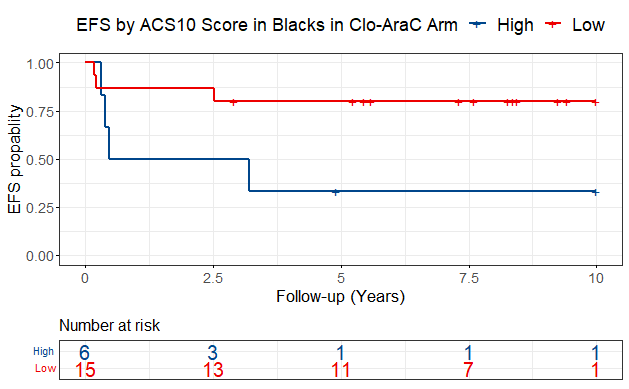 EFS by ACS10 Score in Blacks in Clo-AraC Arm High Low
EFS propablity
1.00
0.75
0.50
0.25
0.00
0 2.5 5 7.5 10
Follow-up (Years)
Number at risk
High 6 3 1 1 1
Low 15 13 11 7 1